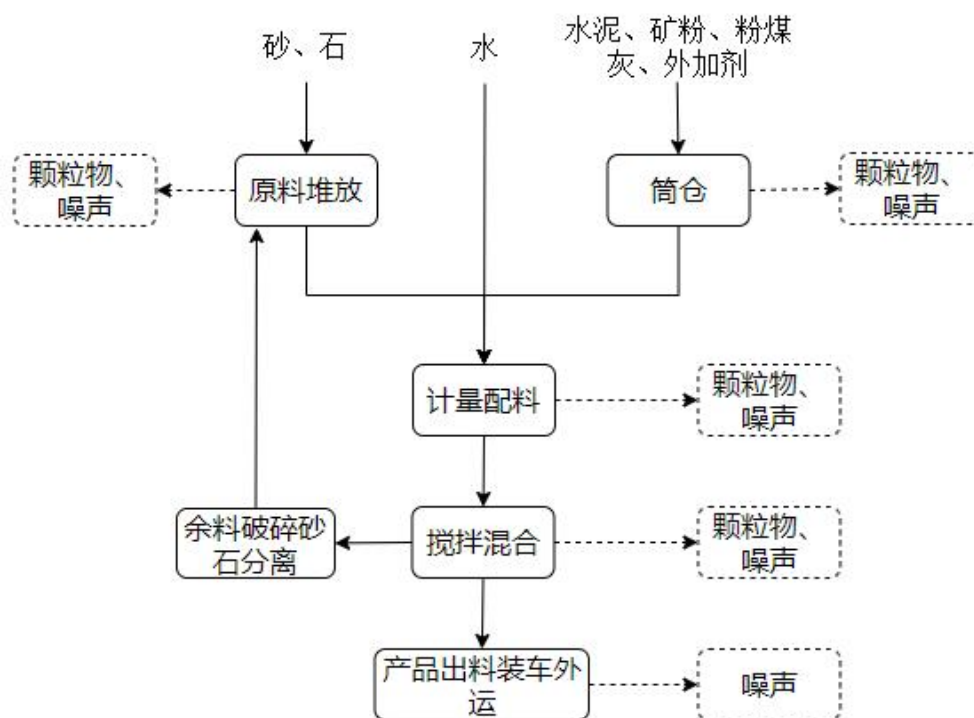 砂、石
水
水泥、矿粉、粉煤
灰、外加剂
颗粒物、
噪声
原料堆放
筒仓
颗粒物、
噪声
计量配料
颗粒物、
噪声
余料破碎砂
石分离
搅拌混合
颗粒物、
噪声
产品出料装车外
运
噪声